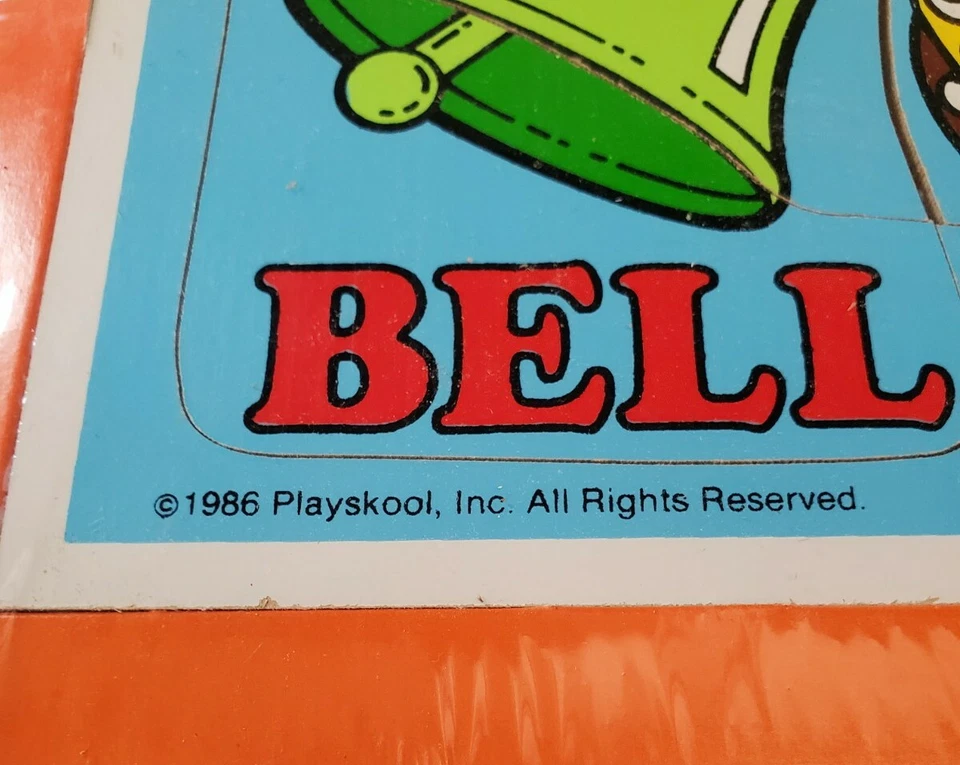 BELL
©1986 Playskool, Inc. All Rights Reserved.